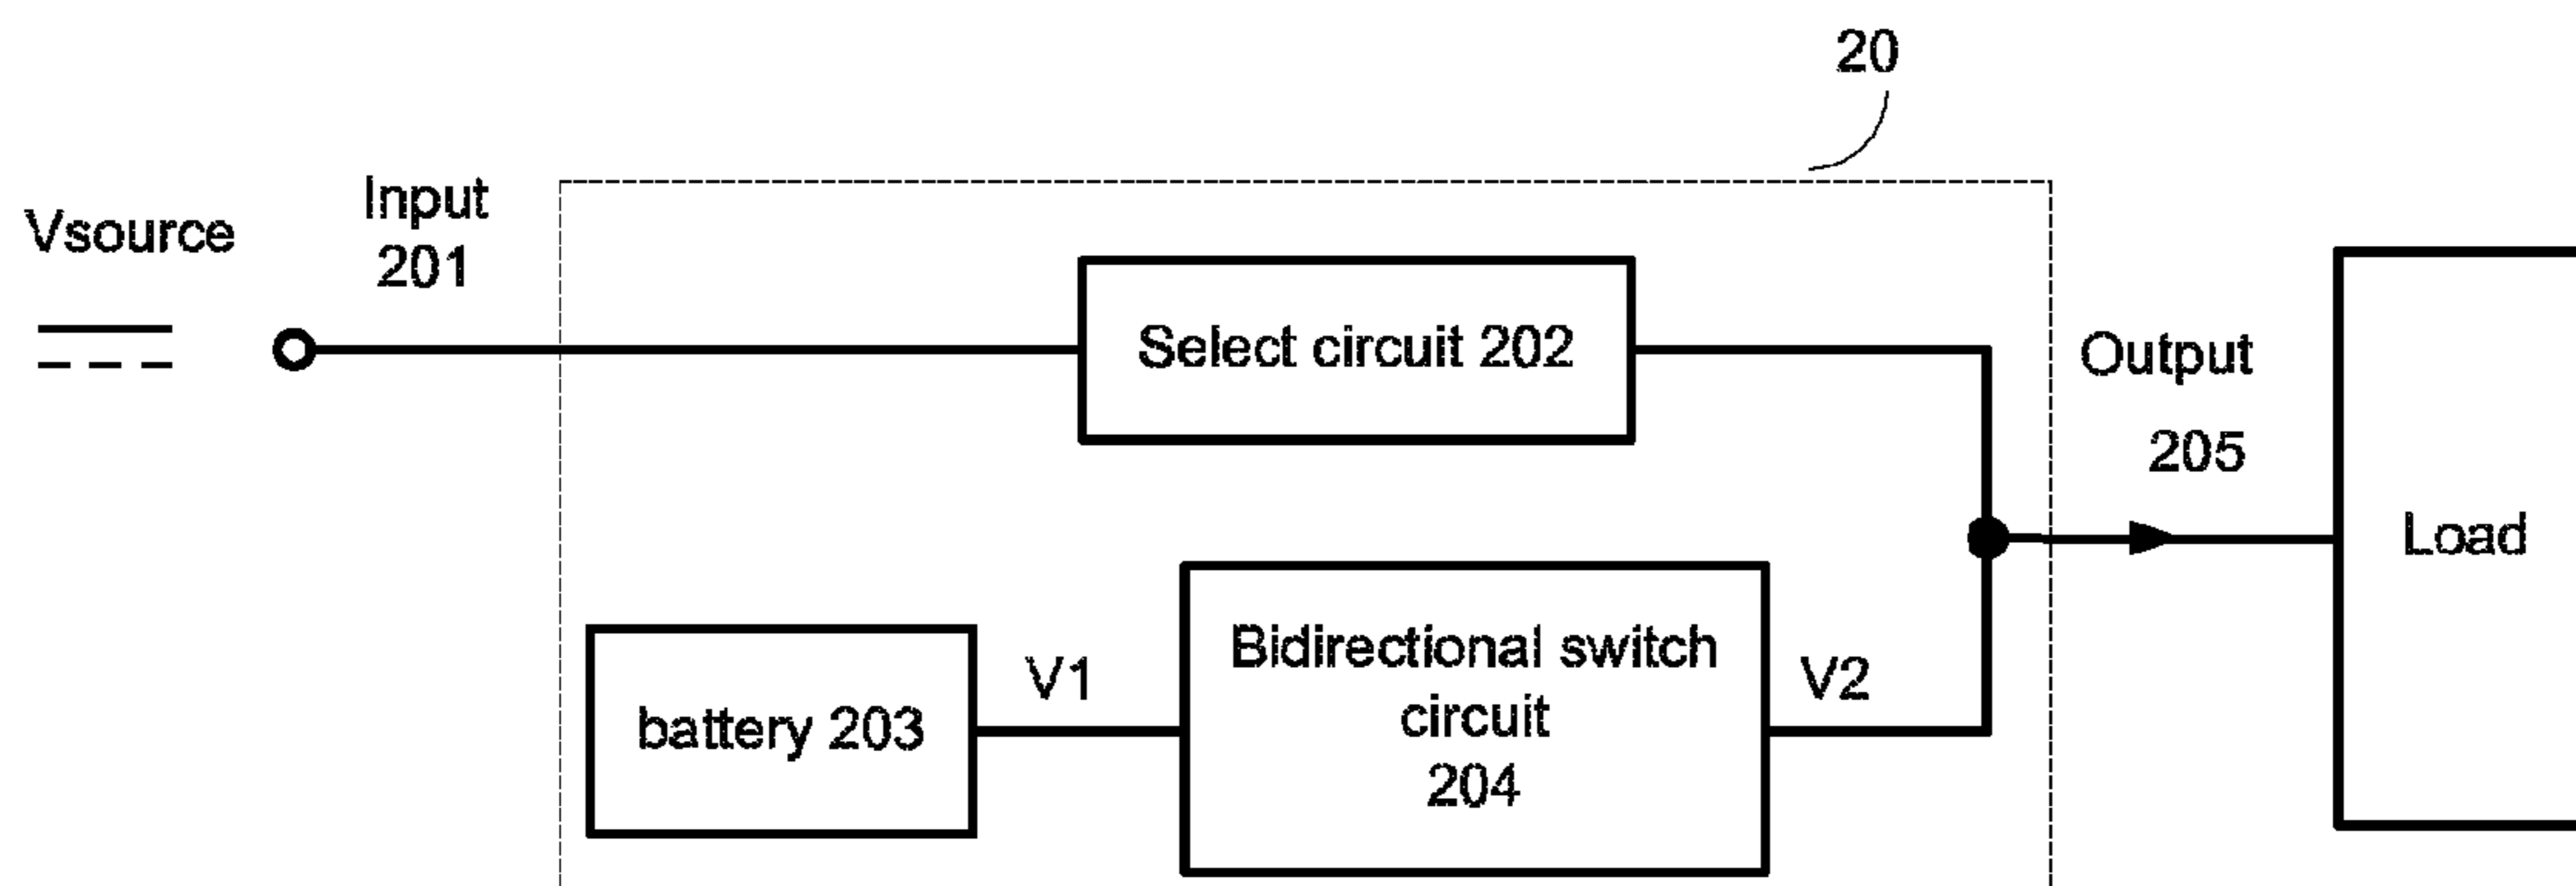 20
Vsource
Input
201
Select circuit 202
Output
205
Load
battery 203
V1
Bidirectional switch
circuit
204
V2